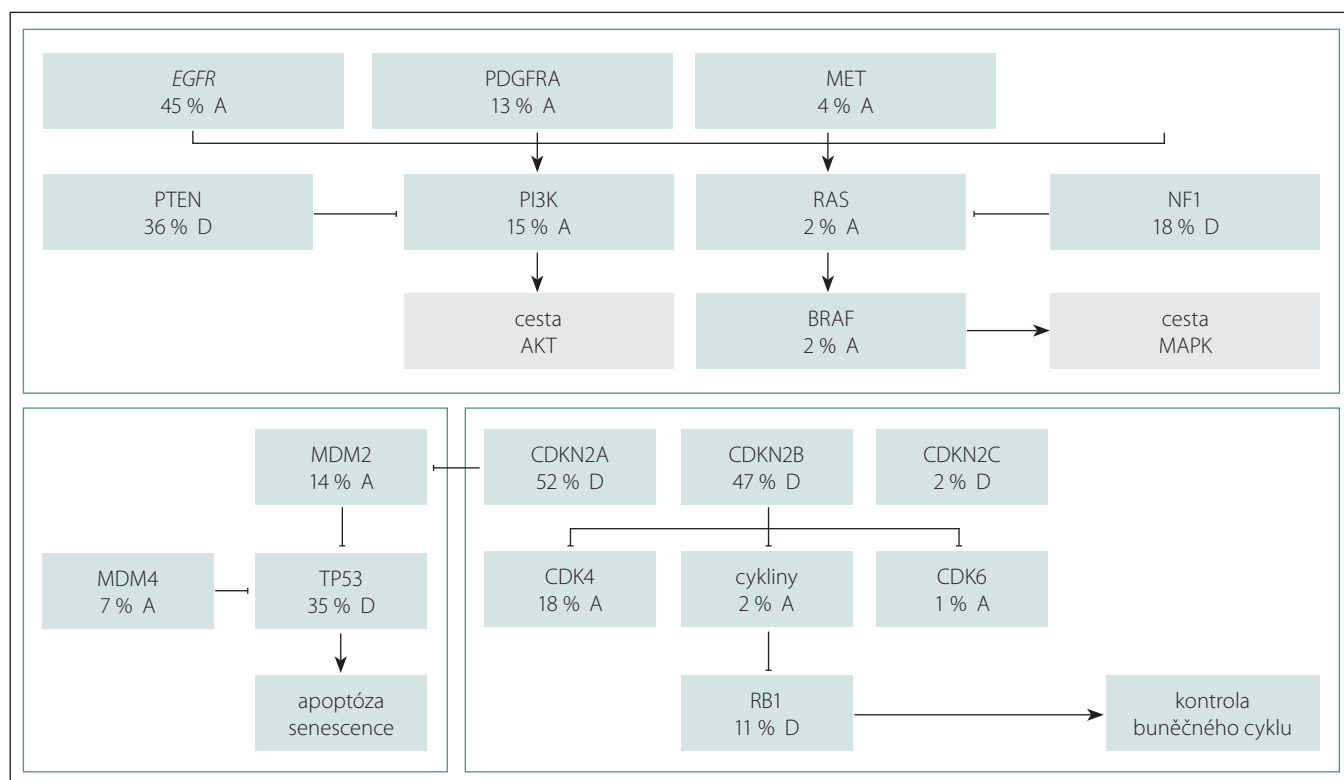 EGFR
45 % A
PDGFRA
13 % A
MET
4 % A
PTEN
36 % D
PI3K
15 % A
RAS
2 % A
NF1
18 % D
cesta
AKT
BRAF
2 % A
cesta
MAPK
MDM2
14 % A
CDKN2A
52 % D
CDKN2B
47 % D
CDKN2C
2 % D
MDM4
7 % A
TP53
35 % D
CDK4
18 % A
cykliny
2 % A
CDK6
1 % A
apoptóza
senescence
RB1
11 % D
kontrola
buněčného cyklu